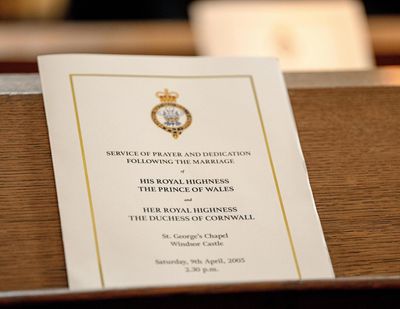 SERVICE OF PRAYER AND DEDICATION
FOLLOWING THE MARRIAGE
of
HIS ROYAL HIGHNESS
THE PRINCE OF WALES
and
HER ROYAL HIGHNESS
THE DUCHESS OF CORNWALL
St. George's Chapel
Windsor Castle
Saturday, 9th April, 2005
2.30 p.m.